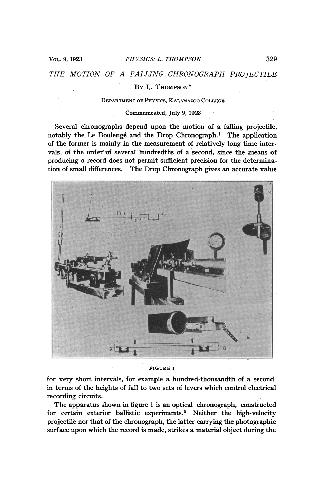 VOL. 9, 1923 PHYSICS: L. THOMPSON 329
THE MOTION OF A FALLING CHRONOGRAPH PROJECTILE
BY L. THOMPSON*
DEPARTMENT OF PHYSICS, KALAMAZOO COLLEGE
Communicated, July 9, 1923
Several chronographs depend upon the motion of a falling projectile,
notably the Le Boulengé and the Drop Chronograph.1 The application
of the former is mainly in the measurement of relatively long time inter-
vals, of the order of several hundredths of a second, since the means of
producing a record does not permit sufficient precision for the determina-
tion of small differences. The Drop Chronograph gives an accurate value
FIGURE 1
for very short intervals, for example a hundred-thousandth of a second
in terms of the heights of fall to two sets of levers which control electrical
recording circuits.
The apparatus shown in figure 1 is an optical chronograph, constructed
for certain exterior ballistic experiments.2 Neither the high-velocity
projectile nor that of the chronograph, the latter carrying the photographic
surface upon which the record is made, strikes a material object during the